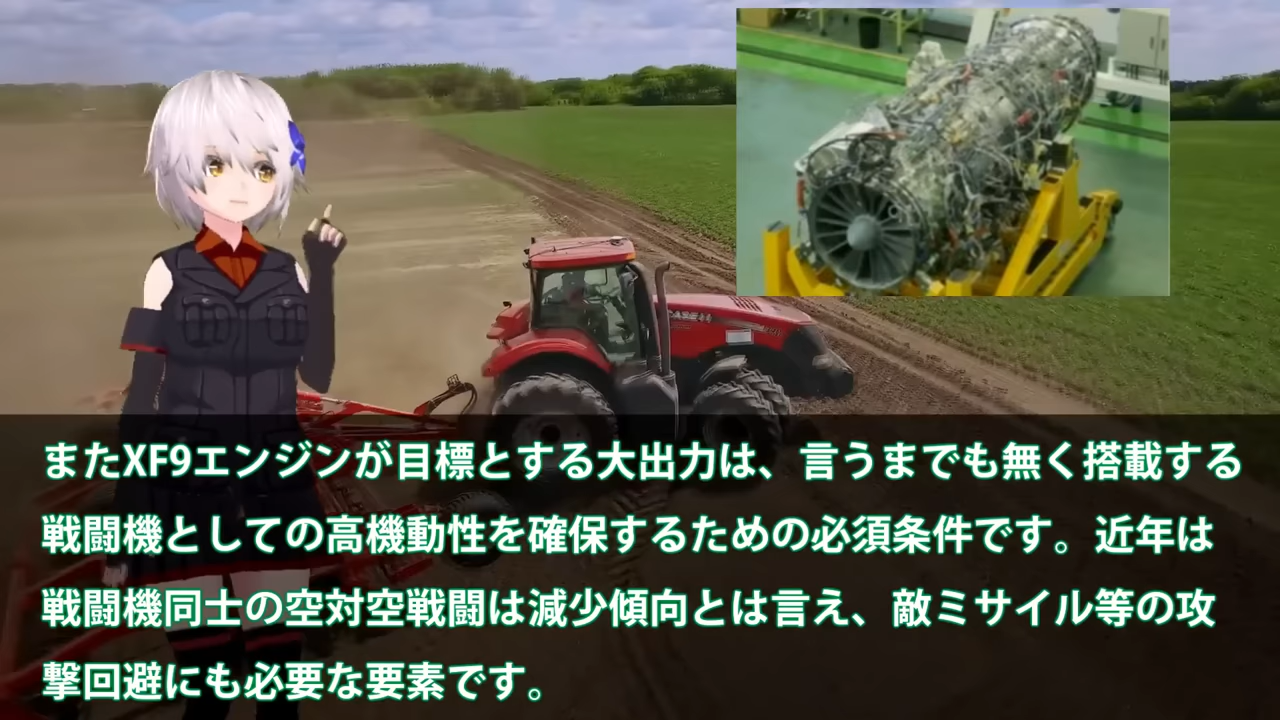 またXF9エンジンが目標とする大出力は、言うまでも無く搭載する
戦闘機としての高機動性を確保するための必須条件です。近年は
戦闘機同士の空対空戦闘は減少傾向とは言え、敵ミサイル等の攻
撃回避にも必要な要素です。
CASE IH